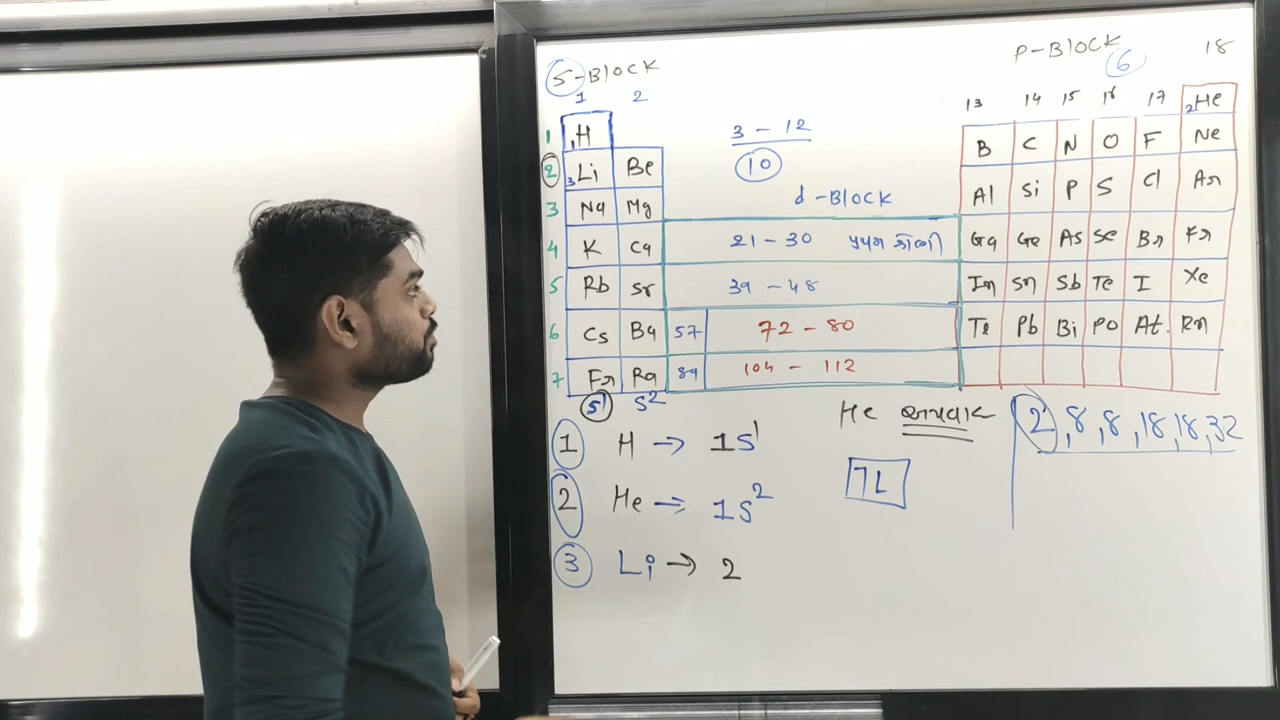 S-BLOCK P-BLOCK 18
6
1 2 13 14 15 16 17 2He
1 1H 3 - 12 B C N O F Ne
2 3Li Be 10 Al Si P S Cl Ar
3 Na Mg d-BLOCK
4 K Ca 21 - 30 Ga Ge As Se Br Fr
5 Rb Sr 39 - 48 In Sn Sb Te I Xe
6 Cs Ba 57 72 - 80 Te Pb Bi Po At. Rn
7 Fr Ra 89 104 - 112
s1 s2
He અપવાદ 2, 8, 8, 18, 18, 32
1 H → 1s1
7L
2 He → 1s2
3 Li → 2